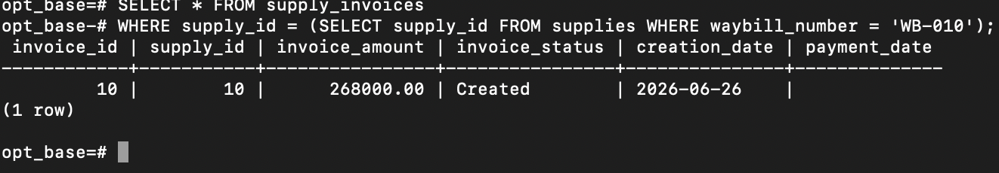 opt_base=# SELECT * FROM supply_invoices
opt_base-# WHERE supply_id = (SELECT supply_id FROM supplies WHERE waybill_number = 'WB-010');
 invoice_id | supply_id | invoice_amount | invoice_status | creation_date | payment_date
------------+-----------+----------------+----------------+---------------+--------------
         10 |        10 |      268000.00 | Created        | 2026-06-26    |
(1 row)
opt_base=#